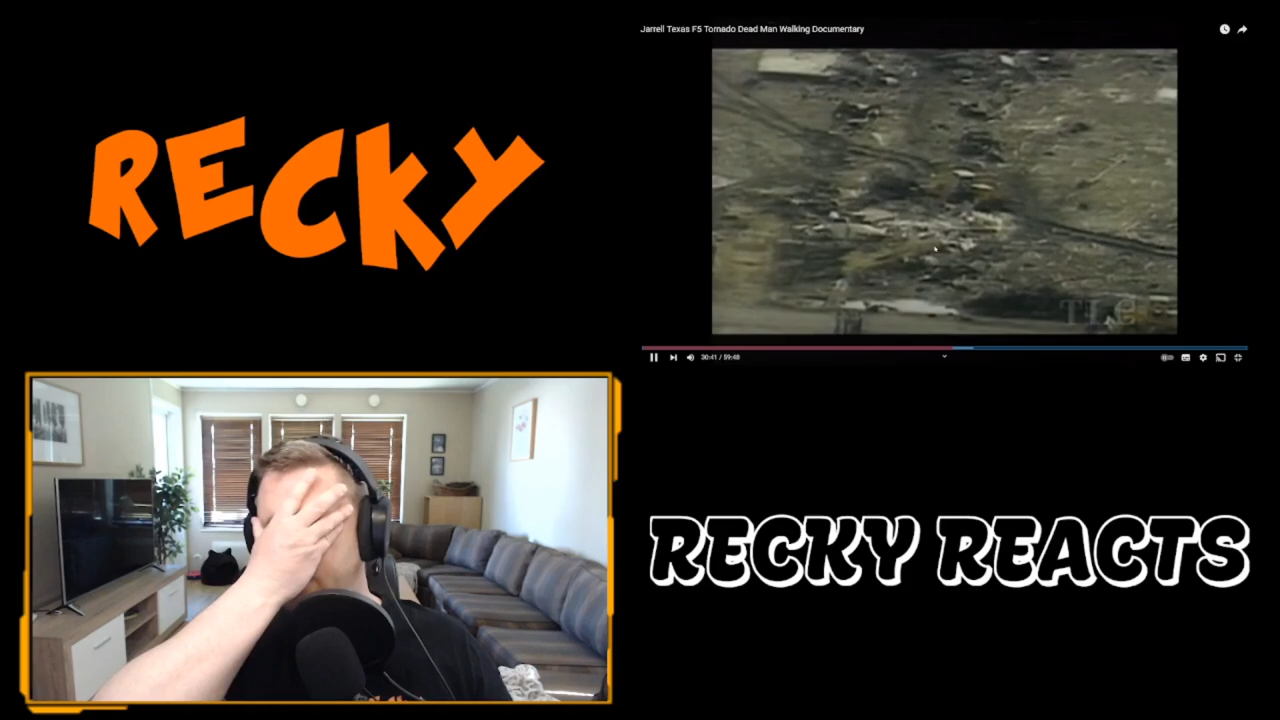 RECKY
Jarrell Texas F5 Tornado Dead Man Walking Documentary
TLC
30:41 / 59:48
RECKY REACTS